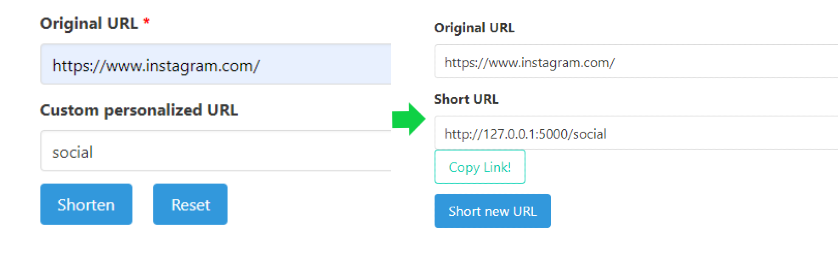 Original URL *
https://www.instagram.com/
Custom personalized URL
social
Shorten
Reset
Original URL
https://www.instagram.com/
Short URL
http://127.0.0.1:5000/social
Copy Link!
Short new URL